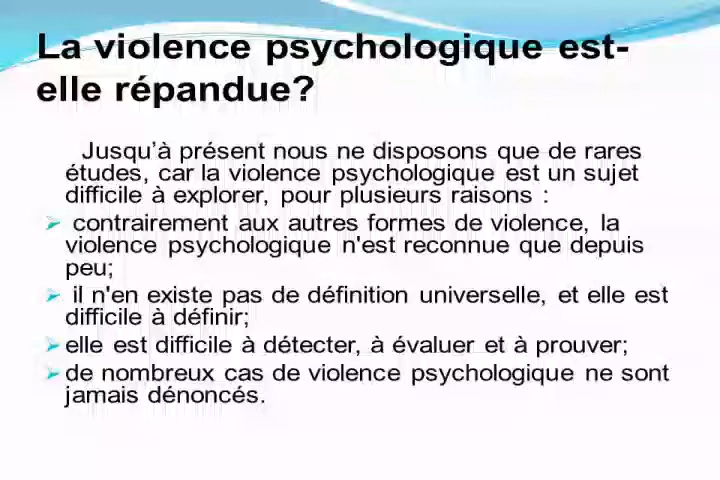 La violence psychologique est-
elle répandue?
Jusqu'à présent nous ne disposons que de rares
études, car la violence psychologique est un sujet
difficile à explorer, pour plusieurs raisons :
➢ contrairement aux autres formes de violence, la
violence psychologique n'est reconnue que depuis
peu;
➢ il n'en existe pas de définition universelle, et elle est
difficile à définir;
➢ elle est difficile à détecter, à évaluer et à prouver;
➢ de nombreux cas de violence psychologique ne sont
jamais dénoncés.